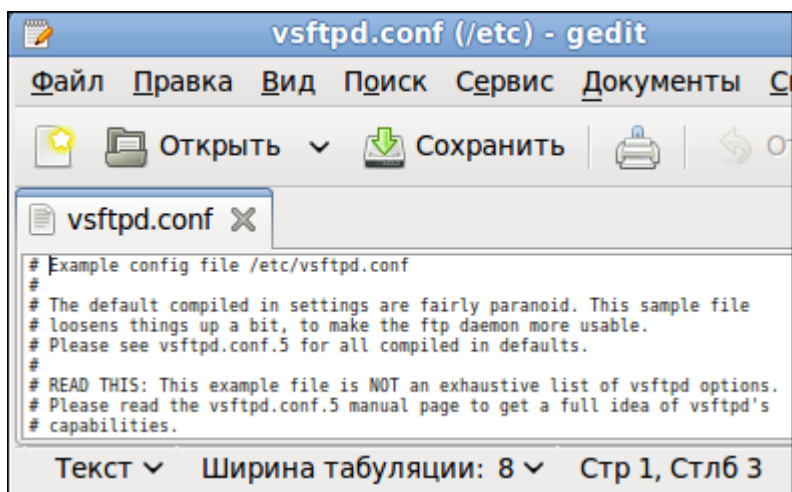 vsftpd.conf (/etc) - gedit
Файл Правка Вид Поиск Сервис Документы
Открыть Сохранить
vsftpd.conf
# Example config file /etc/vsftpd.conf
#
# The default compiled in settings are fairly paranoid. This sample file
# loosens things up a bit, to make the ftp daemon more usable.
# Please see vsftpd.conf.5 for all compiled in defaults.
#
# READ THIS: This example file is NOT an exhaustive list of vsftpd options.
# Please read the vsftpd.conf.5 manual page to get a full idea of vsftpd's
# capabilities.
Текст Ширина табуляции: 8 Стр 1, Стлб 3